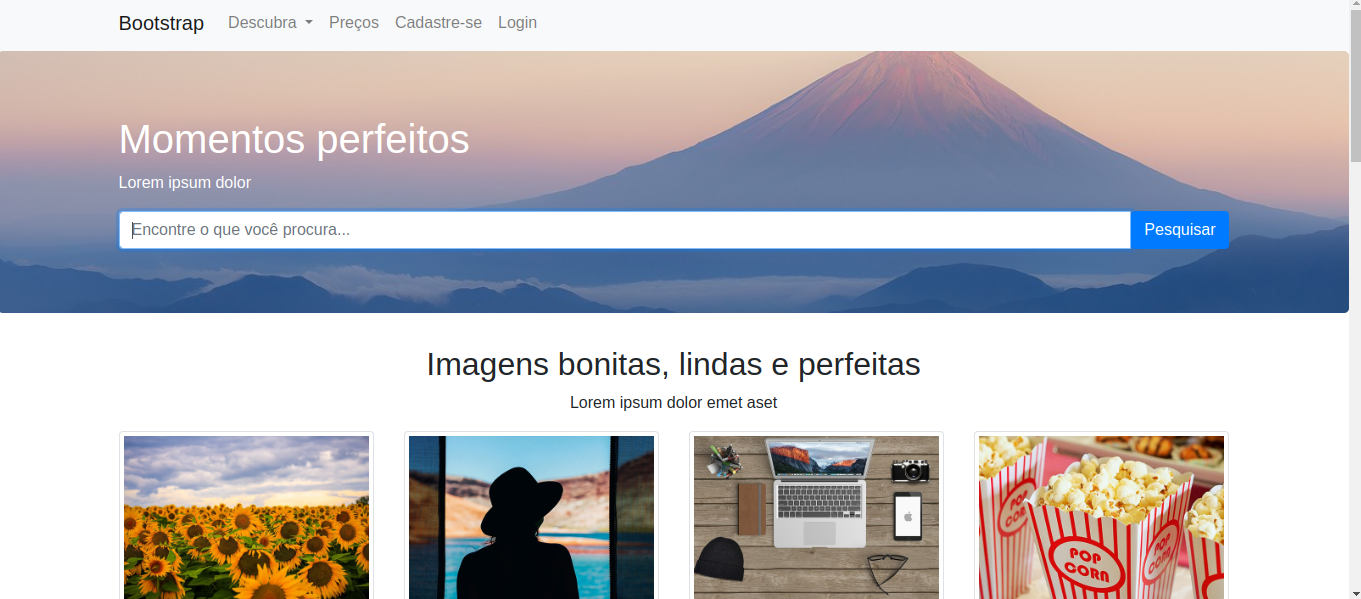 Bootstrap Descubra Preços Cadastre-se Login
Momentos perfeitos
Lorem ipsum dolor
Encontre o que você procura... Pesquisar
Imagens bonitas, lindas e perfeitas
Lorem ipsum dolor emet aset
POP CORN
POP CORN
POP CORN